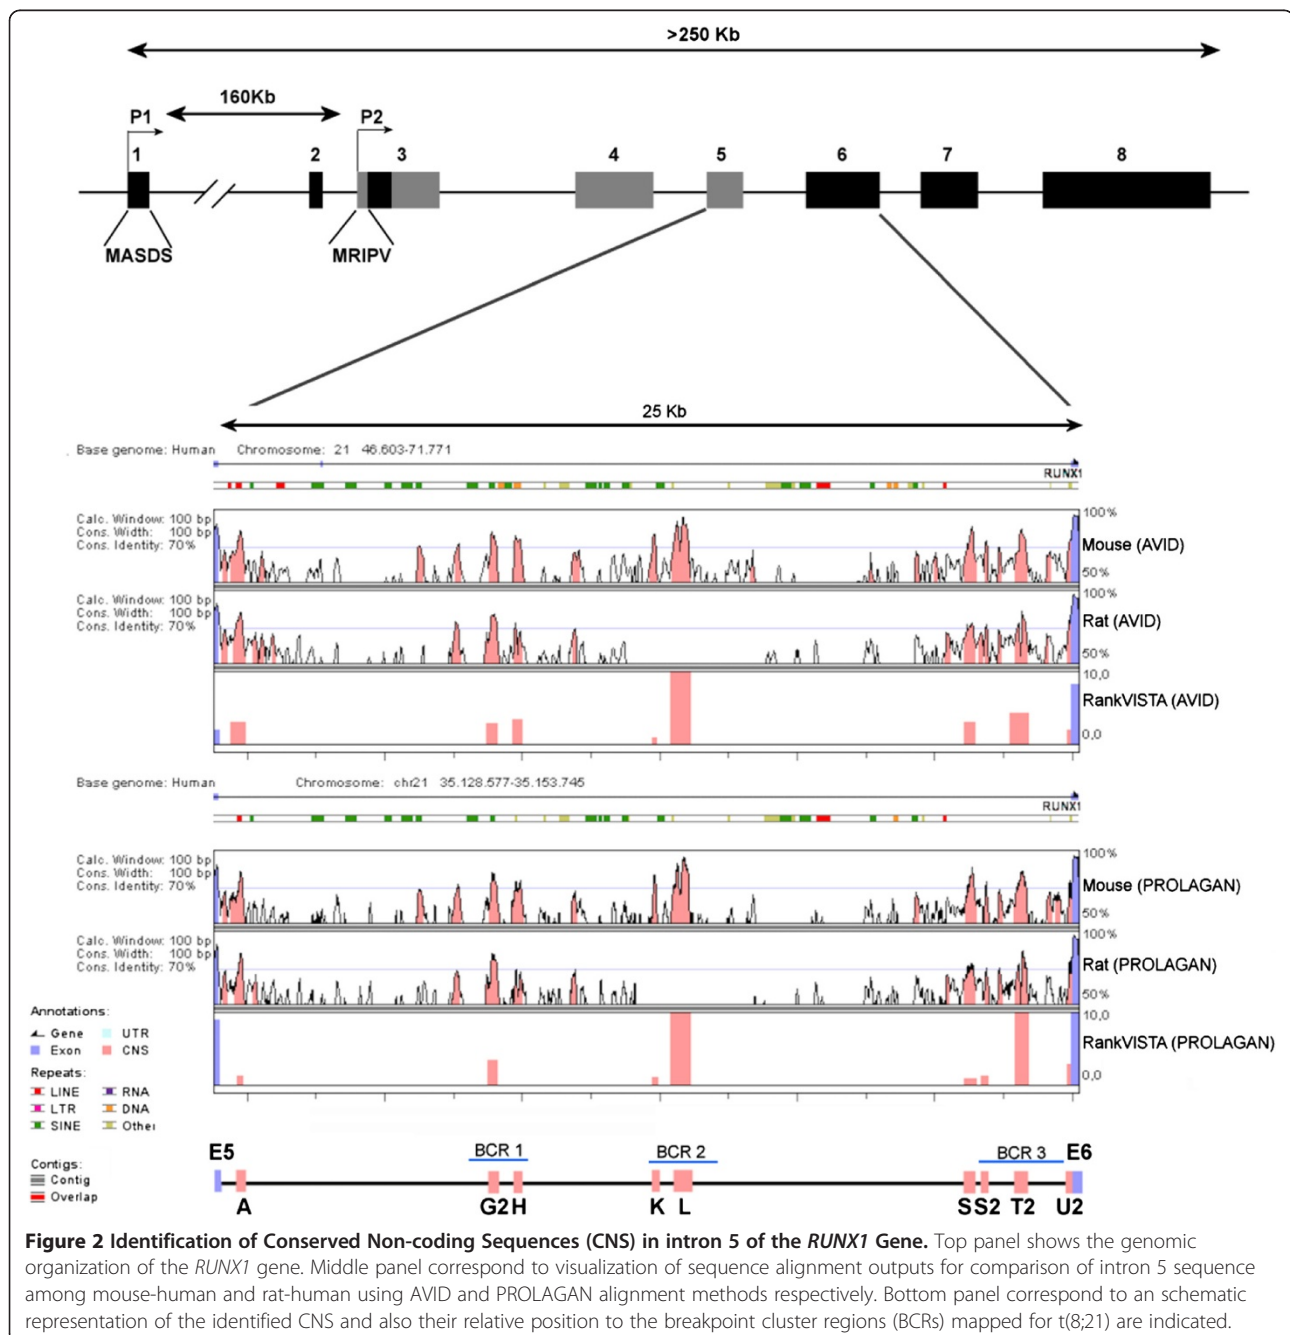 >250 Kb
160Kb
P1
P2
1 2 3 4 5 6 7 8
MASDS
MRIPV
25 Kb
Base genome: Human Chromosome: 21 46.603-71.771
RUNX1
Calc. Window: 100 bp
Cons. Width: 100 bp
Cons. Identity: 70%
100%
50%
Mouse (AVID)
Calc. Window: 100 bp
Cons. Width: 100 bp
Cons. Identity: 70%
100%
50%
Rat (AVID)
10,0
0,0
RankVISTA (AVID)
Base genome: Human Chromosome: chr21 35.128.577-35.153.745
RUNX1
Calc. Window: 100 bp
Cons. Width: 100 bp
Cons. Identity: 70%
100%
50%
Mouse (PROLAGAN)
Calc. Window: 100 bp
Cons. Width: 100 bp
Cons. Identity: 70%
100%
50%
Rat (PROLAGAN)
10,0
0,0
RankVISTA (PROLAGAN)
Annotations:
Gene UTR
Exon CNS
Repeats:
LINE RNA
LTR DNA
SINE Other
Contigs:
Contig
Overlap
E5 BCR 1 BCR 2 BCR 3 E6
A G2 H K L S S2 T2 U2
Figure 2 Identification of Conserved Non-coding Sequences (CNS) in intron 5 of the RUNX1 Gene. Top panel shows the genomic
organization of the RUNX1 gene. Middle panel correspond to visualization of sequence alignment outputs for comparison of intron 5 sequence
among mouse-human and rat-human using AVID and PROLAGAN alignment methods respectively. Bottom panel correspond to an schematic
representation of the identified CNS and also their relative position to the breakpoint cluster regions (BCRs) mapped for t(8;21) are indicated.